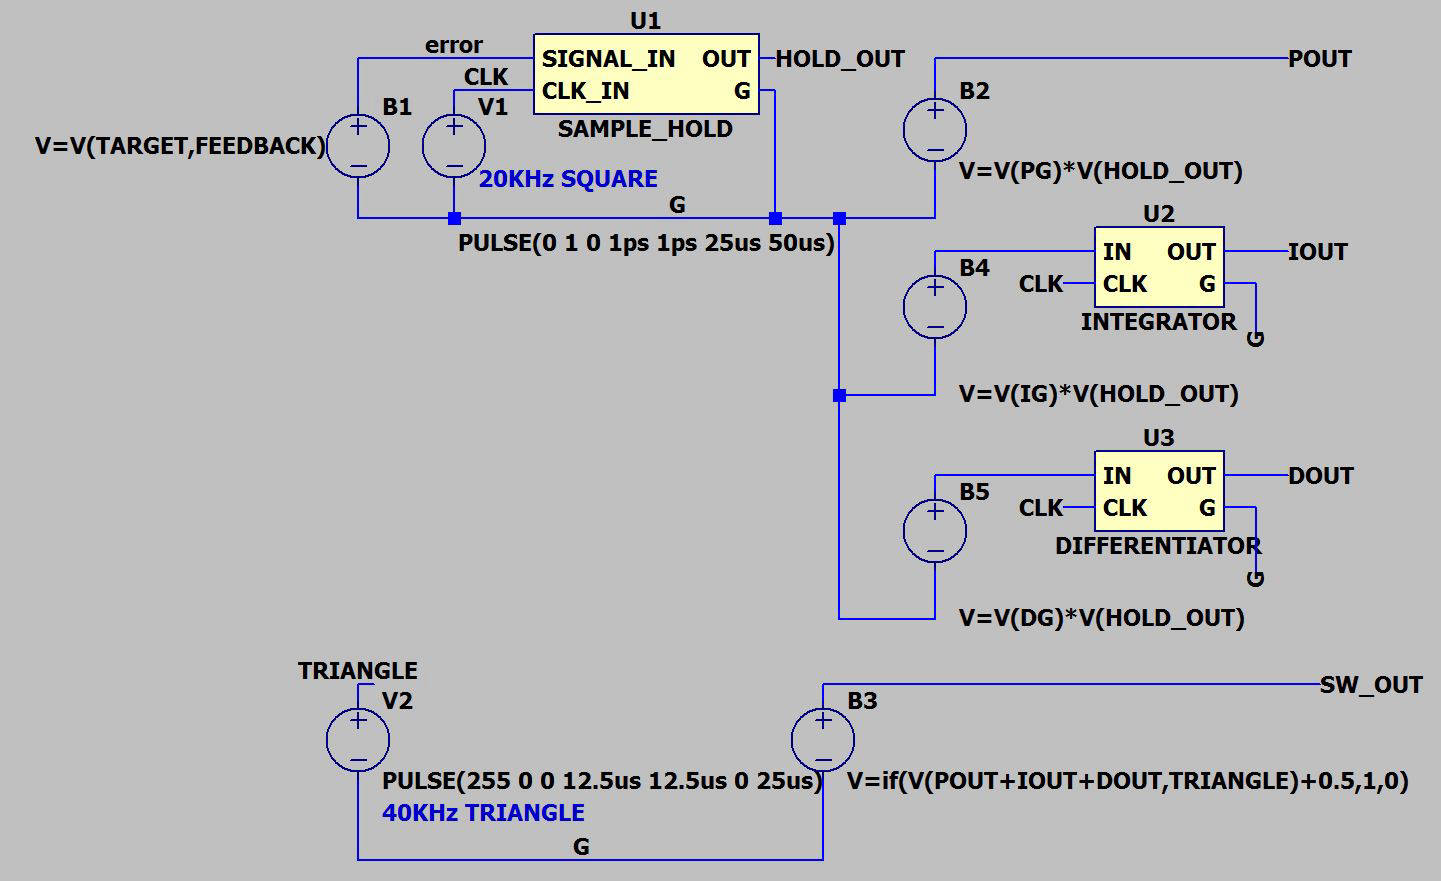 U1
error
SIGNAL_IN OUT
HOLD_OUT
POUT
CLK
CLK_IN G
B1
V1
B2
SAMPLE_HOLD
V=V(TARGET,FEEDBACK)
20KHz SQUARE
V=V(PG)*V(HOLD_OUT)
G
PULSE(0 1 0 1ps 1ps 25us 50us)
U2
B4
IN OUT
IOUT
CLK
CLK G
INTEGRATOR
G
V=V(IG)*V(HOLD_OUT)
U3
B5
IN OUT
DOUT
CLK
CLK G
DIFFERENTIATOR
G
V=V(DG)*V(HOLD_OUT)
TRIANGLE
V2
B3
SW_OUT
PULSE(255 0 0 12.5us 12.5us 0 25us)
V=if(V(POUT+IOUT+DOUT,TRIANGLE)+0.5,1,0)
40KHz TRIANGLE
G